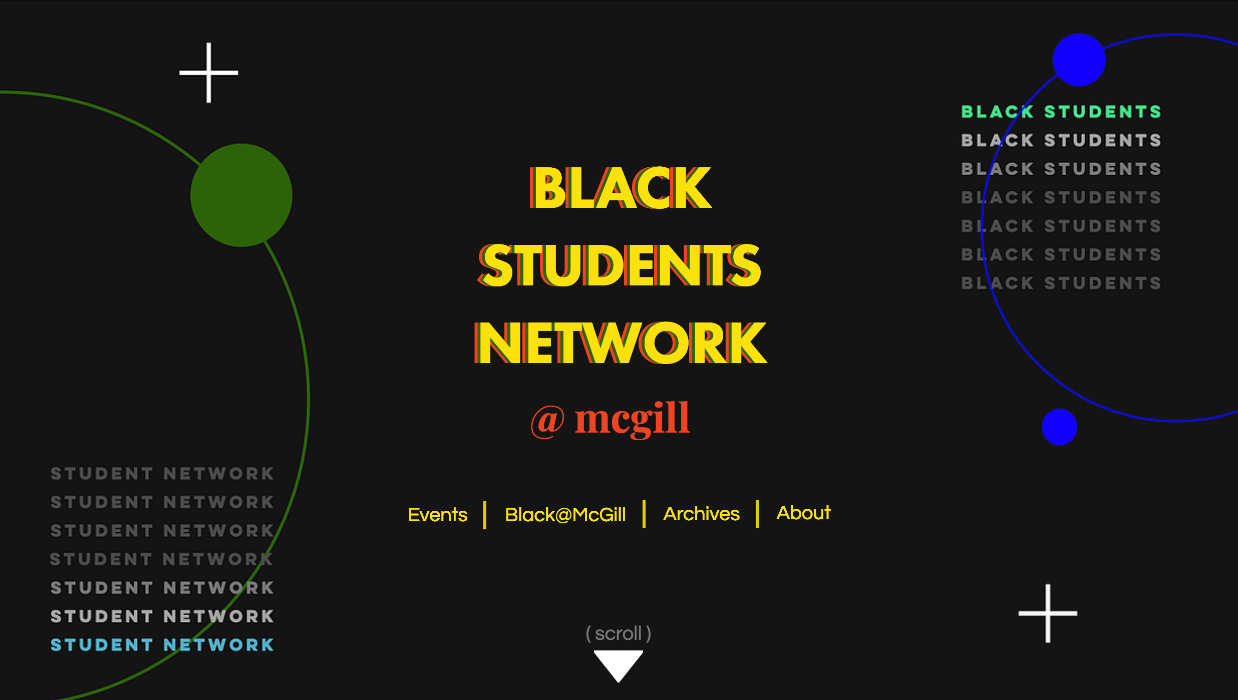 BLACK STUDENTS
BLACK STUDENTS
BLACK STUDENTS
BLACK STUDENTS
BLACK STUDENTS
BLACK STUDENTS
BLACK STUDENTS
BLACK
STUDENTS
NETWORK
@ mcgill
Events | Black@McGill | Archives | About
STUDENT NETWORK
STUDENT NETWORK
STUDENT NETWORK
STUDENT NETWORK
STUDENT NETWORK
STUDENT NETWORK
STUDENT NETWORK
( scroll )